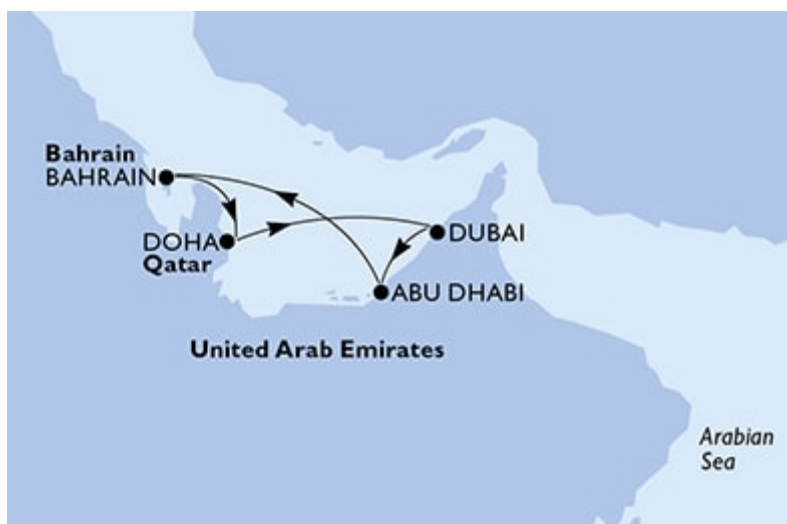 Bahrain
BAHRAIN
DOHA
Qatar
DUBAI
ABU DHABI
United Arab Emirates
Arabian
Sea